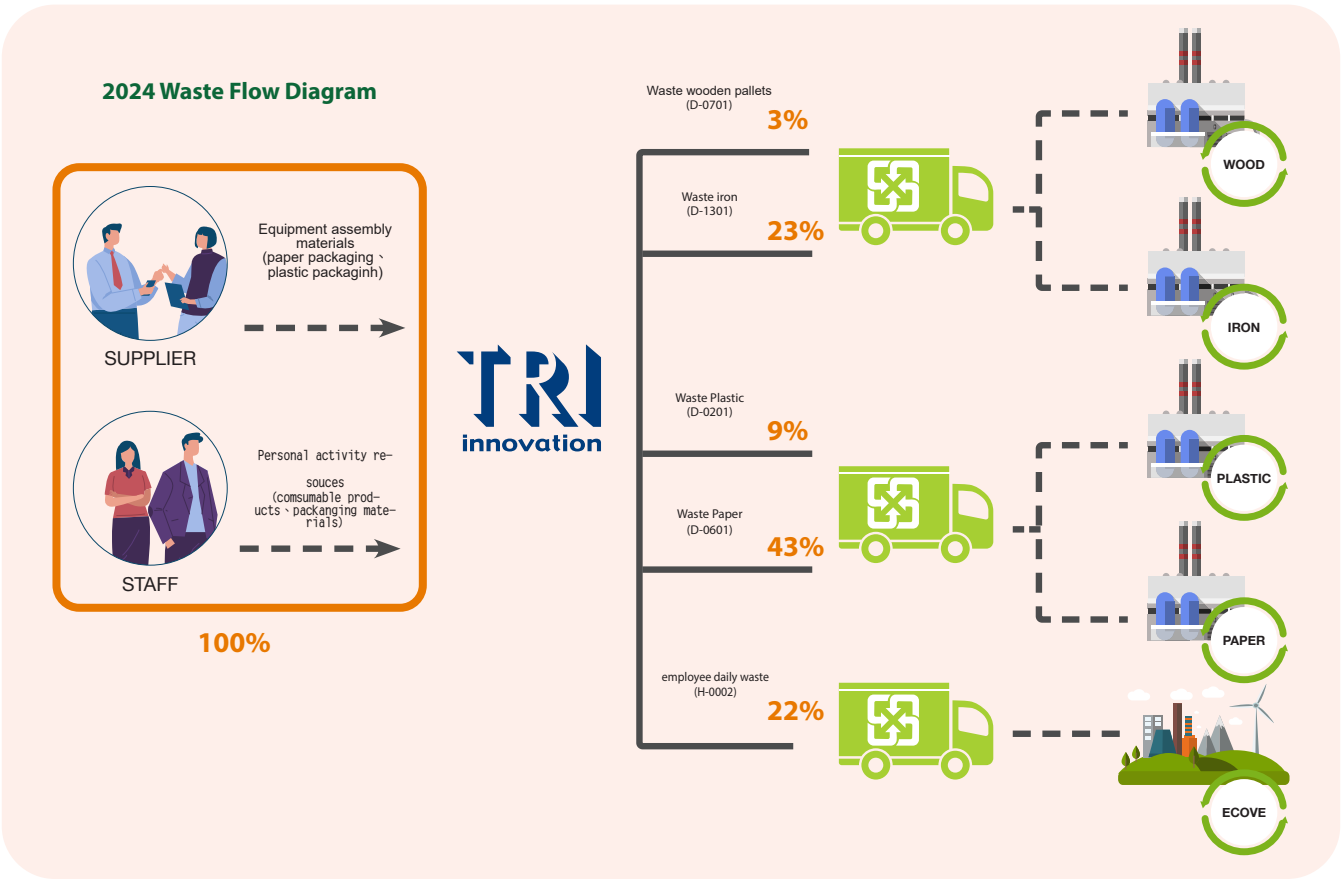 2024 Waste Flow Diagram
Equipment assembly
materials
(paper packaging、
plastic packaginh)
SUPPLIER
Personal activity re-
souces
(comsumable prod-
ucts、packanging mate-
rials)
STAFF
100%
TRI
innovation
Waste wooden pallets
(D-0701)
3%
Waste iron
(D-1301)
23%
Waste Plastic
(D-0201)
9%
Waste Paper
(D-0601)
43%
employee daily waste
(H-0002)
22%
WOOD
IRON
PLASTIC
PAPER
ECOVE